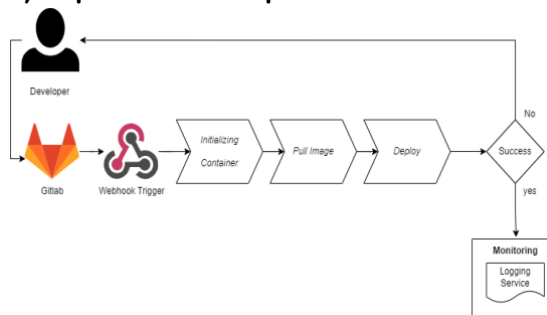 Developer
No
Initializing
Container
Pull Image
Deploy
Success
Gitlab
Webhook Trigger
yes
Monitoring
Logging
Service